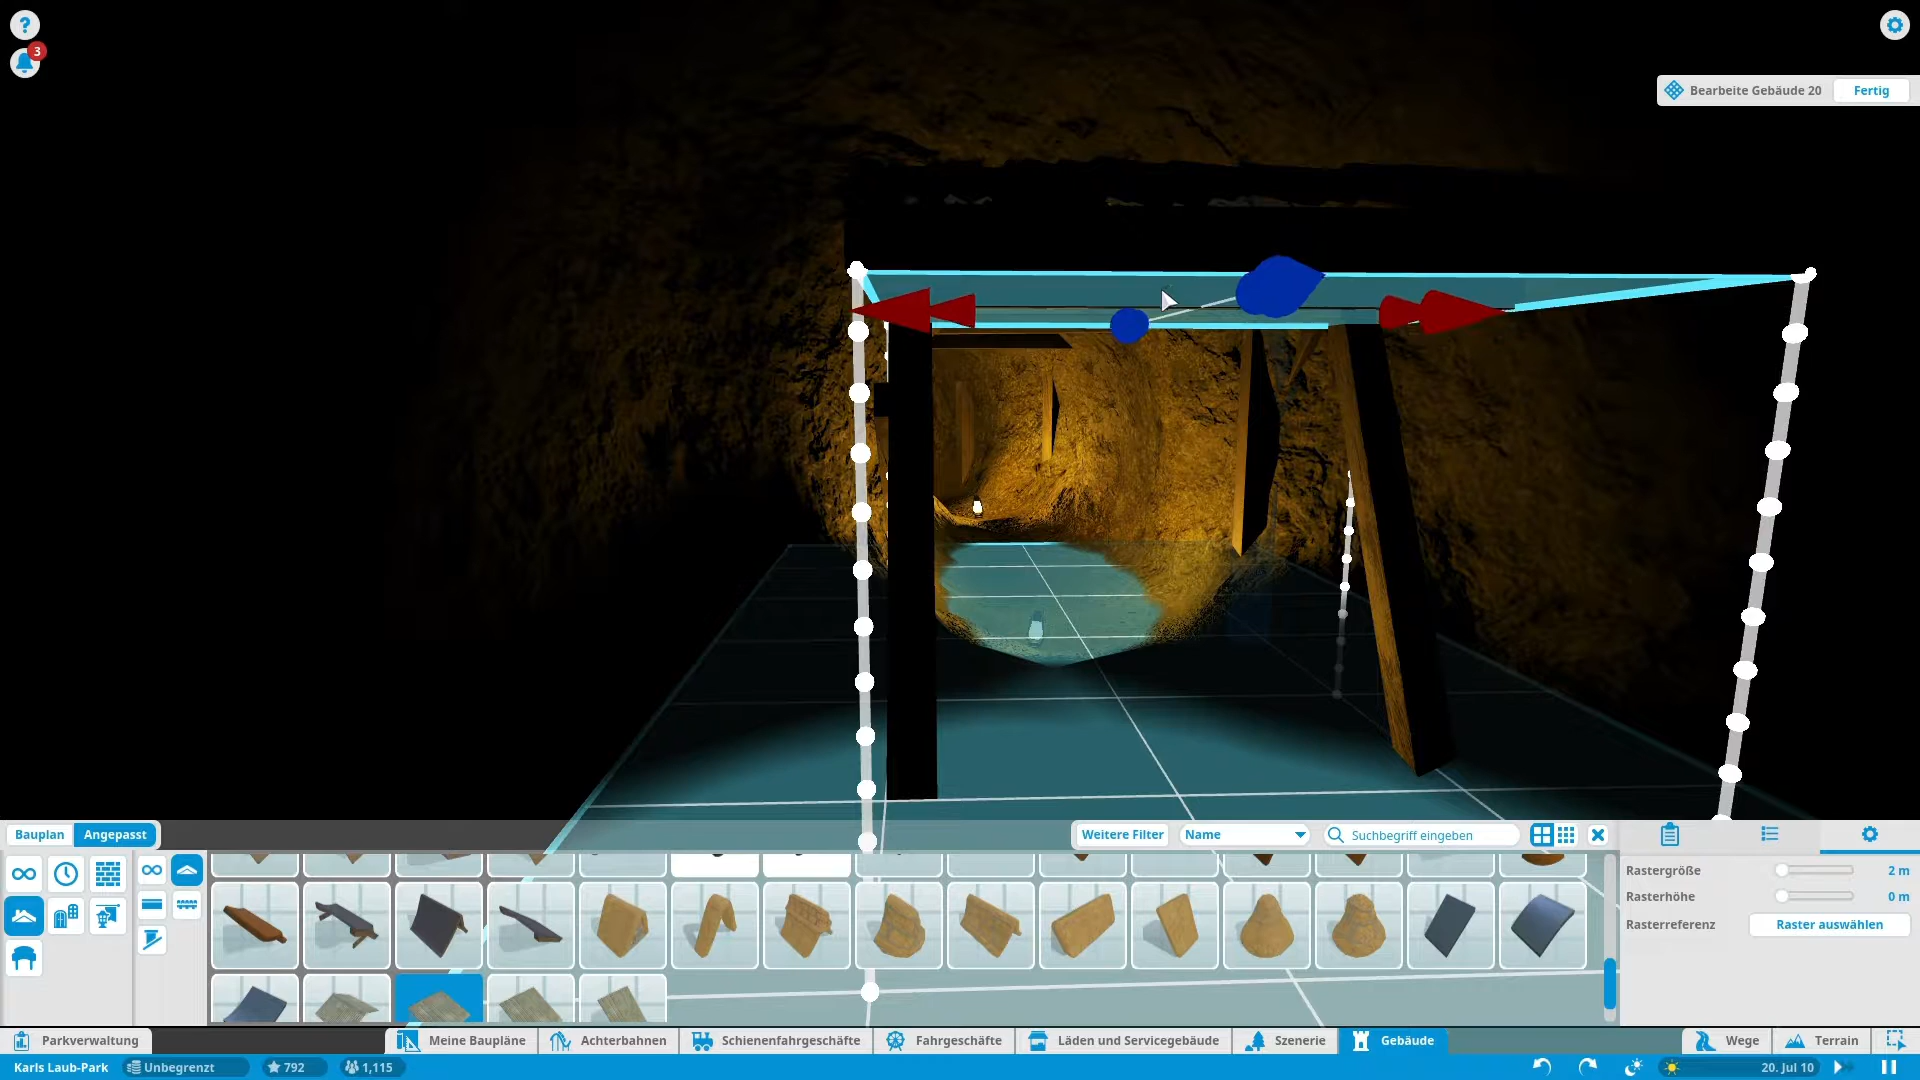 ?
3
Bearbeite Gebäude 20
Fertig
Bauplan
Angepasst
Weitere Filter
Name
Suchbegriff eingeben
Rastergröße
2 m
Rasterhöhe
0 m
Rasterreferenz
Raster auswählen
Parkverwaltung
Meine Baupläne
Achterbahnen
Schienenfahrgeschäfte
Fahrgeschäfte
Läden und Servicegebäude
Szenerie
Gebäude
Wege
Terrain
Karls Laub-Park
Unbegrenzt
792
1,115
20. Jul 10